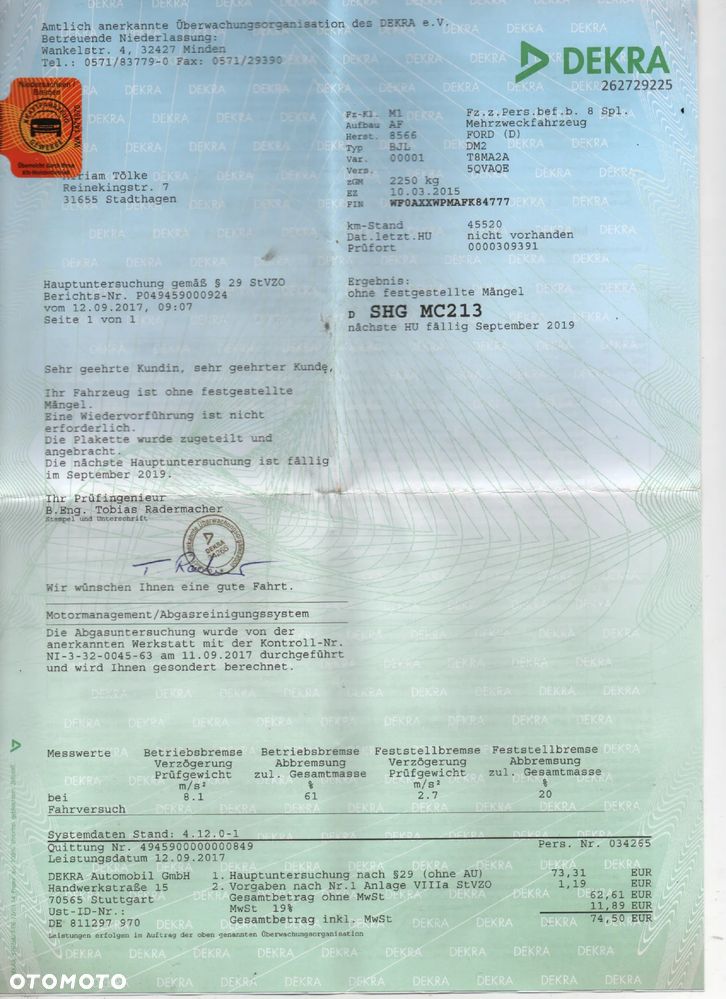 Amtlich anerkannte Überwachungsorganisation des DEKRA e.V.
Betreuende Niederlassung:
Wankelstr. 4, 32427 Minden
Tel.: 0571/83779-0 Fax: 0571/29390
DEKRA
262729225
Niedersachsen /
Bremen
KRAFTFAHRZEUG
GEWERBE
Überreicht durch Ihren
Kfz-Meisterbetrieb
Miriam Tölke
Reinekingstr. 7
31655 Stadthagen
Fz-Kl. M1 Fz.z.Pers.bef.b. 8 Spl.
Aufbau AF Mehrzweckfahrzeug
Herst. 8566 FORD (D)
Typ BJL DM2
Var. 00001 T8MA2A
Vers. 5QVAQE
zGM 2250 kg
EZ 10.03.2015
FIN WF0AXXWPMAFK84777
km-Stand 45520
Dat.letzt.HU nicht vorhanden
Prüfort 0000309391
Hauptuntersuchung gemäß § 29 StVZO
Berichts-Nr. P049459000924
vom 12.09.2017, 09:07
Seite 1 von 1
Ergebnis:
ohne festgestellte Mängel
D SHG MC213
nächste HU fällig September 2019
Sehr geehrte Kundin, sehr geehrter Kunde,
Ihr Fahrzeug ist ohne festgestellte
Mängel.
Eine Wiedervorführung ist nicht
erforderlich.
Die Plakette wurde zugeteilt und
angebracht.
Die nächste Hauptuntersuchung ist fällig
im September 2019.
Ihr Prüfingenieur
B.Eng. Tobias Radermacher
Stempel und Unterschrift
DEKRA
Wir wünschen Ihnen eine gute Fahrt.
Motormanagement/Abgasreinigungssystem
Die Abgasuntersuchung wurde von der
anerkannten Werkstatt mit der Kontroll-Nr.
NI-3-32-0045-63 am 11.09.2017 durchgeführt
und wird Ihnen gesondert berechnet.
Messwerte Betriebsbremse Betriebsbremse Feststellbremse Feststellbremse
Verzögerung Abbremsung Verzögerung Abbremsung
Prüfgewicht zul. Gesamtmasse Prüfgewicht zul. Gesamtmasse
m/s² % m/s² %
bei 8.1 61 2.7 20
Fahrversuch
Systemdaten Stand: 4.12.0-1
Quittung Nr. 4945900000000849 Pers. Nr. 034265
Leistungsdatum 12.09.2017
DEKRA Automobil GmbH 1. Hauptuntersuchung nach §29 (ohne AU) 73,31 EUR
Handwerkstraße 15 2. Vorgaben nach Nr.1 Anlage VIIIa StVZO 1,19 EUR
70565 Stuttgart Gesamtbetrag ohne MwSt 62,61 EUR
Ust-ID-Nr.: MwSt 19% 11,89 EUR
DE 811297 970 Gesamtbetrag inkl. MwSt 74,50 EUR
Leistungen erfolgen im Auftrag der oben genannten Überwachungsorganisation
OTOMOTO